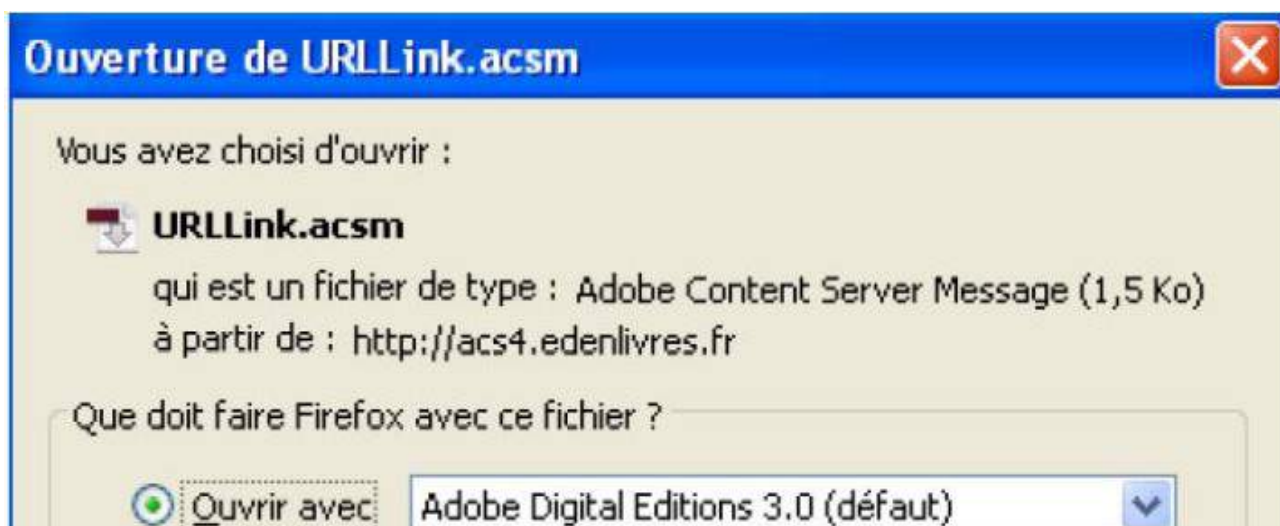 Ouverture de URLLink.acsm
Vous avez choisi d'ouvrir :
URLLink.acsm
qui est un fichier de type : Adobe Content Server Message (1,5 Ko)
à partir de : http://acs4.edenlivres.fr
Que doit faire Firefox avec ce fichier ?
Ouvrir avec Adobe Digital Editions 3.0 (défaut)